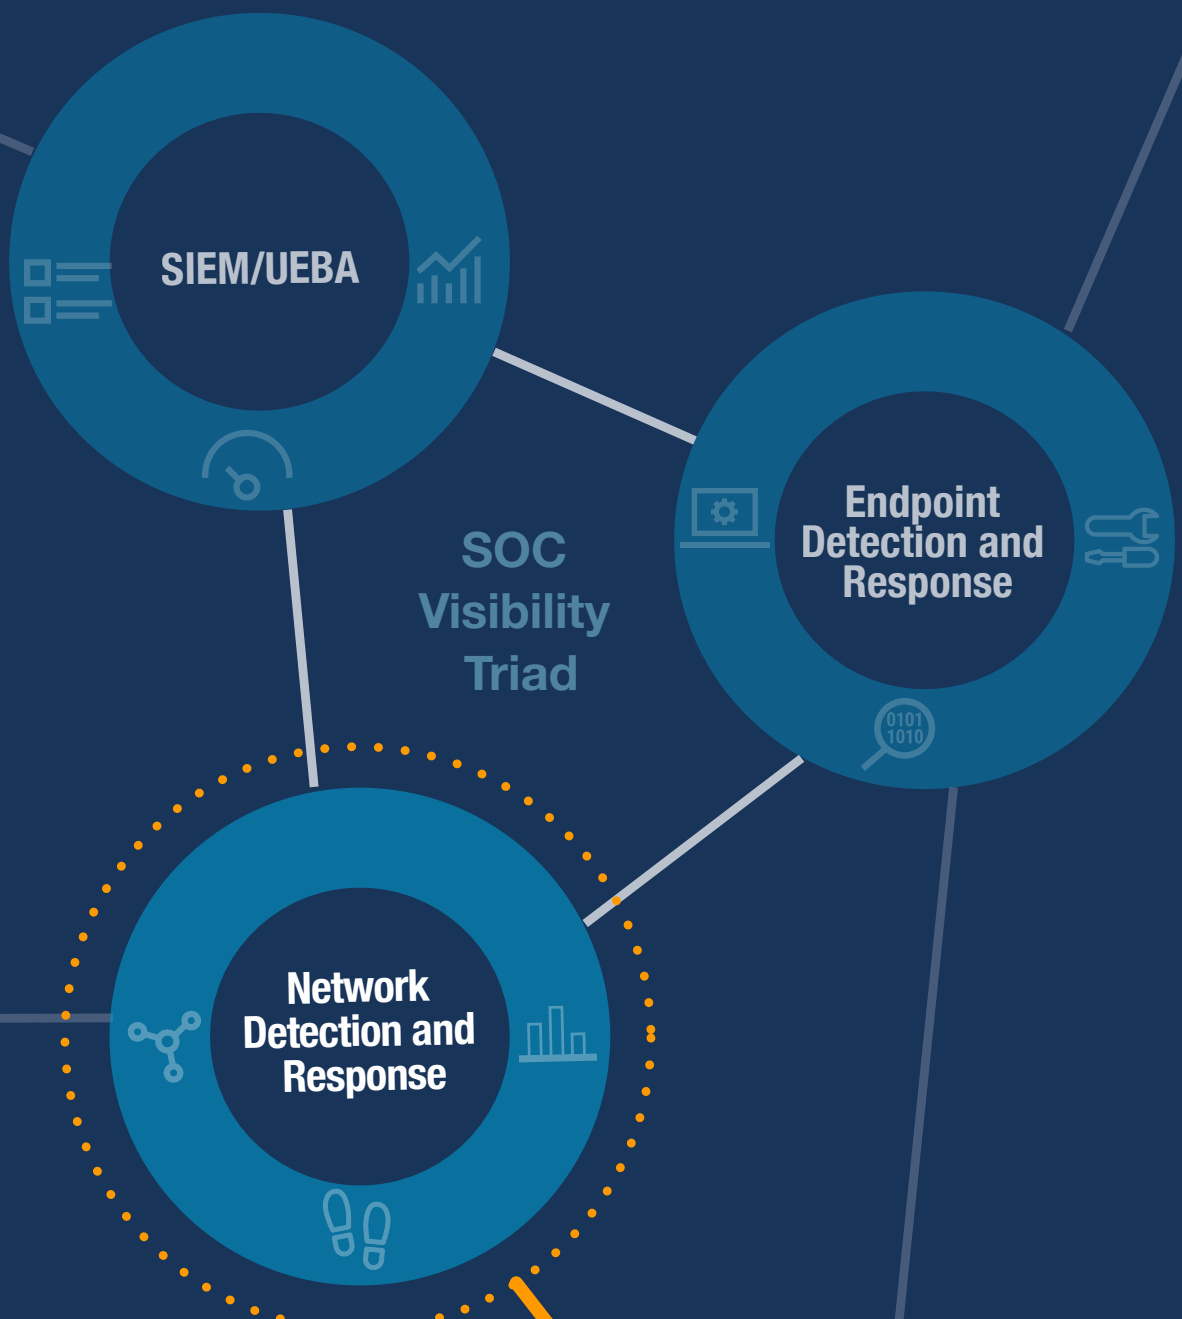 SIEM/UEBA
Endpoint
Detection and
Response
SOC
Visibility
Triad
0101
1010
Network
Detection and
Response